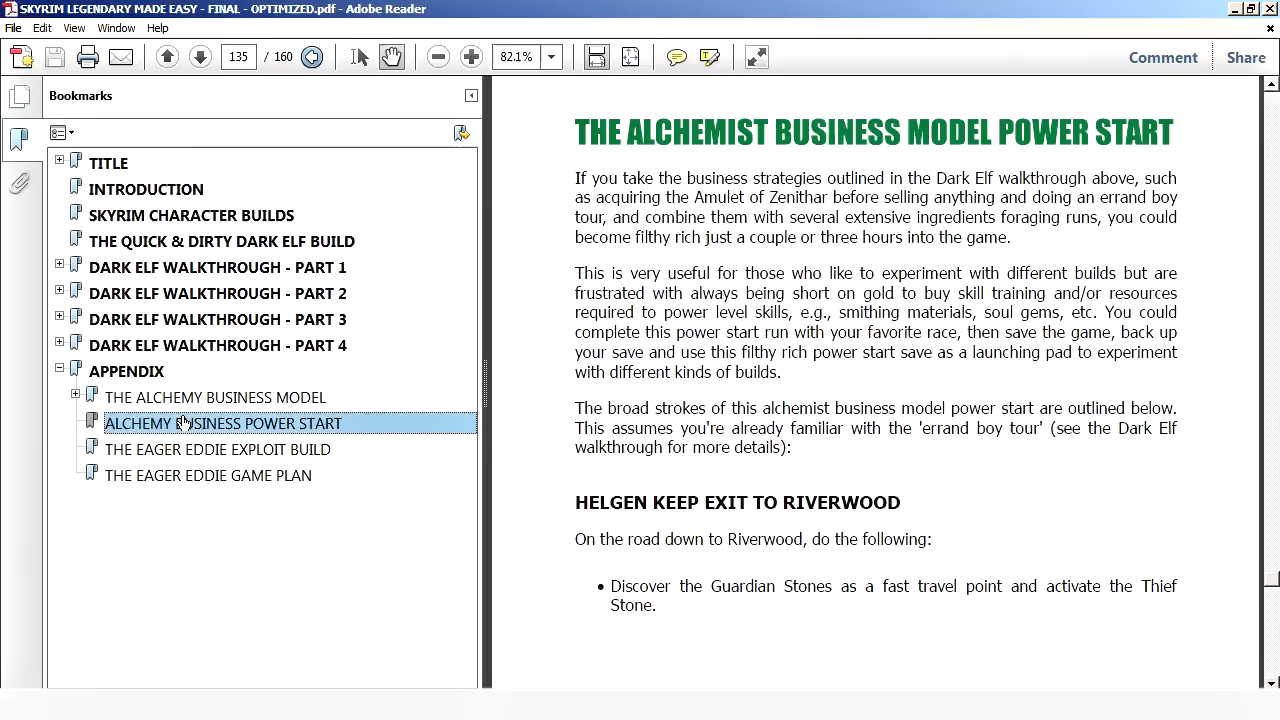 SKYRIM LEGENDARY MADE EASY - FINAL - OPTIMIZED.pdf - Adobe Reader
File Edit View Window Help
135 / 160 82.1% Comment Share
Bookmarks
TITLE
INTRODUCTION
SKYRIM CHARACTER BUILDS
THE QUICK & DIRTY DARK ELF BUILD
DARK ELF WALKTHROUGH - PART 1
DARK ELF WALKTHROUGH - PART 2
DARK ELF WALKTHROUGH - PART 3
DARK ELF WALKTHROUGH - PART 4
APPENDIX
THE ALCHEMY BUSINESS MODEL
ALCHEMY BUSINESS POWER START
THE EAGER EDDIE EXPLOIT BUILD
THE EAGER EDDIE GAME PLAN
THE ALCHEMIST BUSINESS MODEL POWER START
If you take the business strategies outlined in the Dark Elf walkthrough above, such
as acquiring the Amulet of Zenithar before selling anything and doing an errand boy
tour, and combine them with several extensive ingredients foraging runs, you could
become filthy rich just a couple or three hours into the game.
This is very useful for those who like to experiment with different builds but are
frustrated with always being short on gold to buy skill training and/or resources
required to power level skills, e.g., smithing materials, soul gems, etc. You could
complete this power start run with your favorite race, then save the game, back up
your save and use this filthy rich power start save as a launching pad to experiment
with different kinds of builds.
The broad strokes of this alchemist business model power start are outlined below.
This assumes you're already familiar with the 'errand boy tour' (see the Dark Elf
walkthrough for more details):
HELGEN KEEP EXIT TO RIVERWOOD
On the road down to Riverwood, do the following:
• Discover the Guardian Stones as a fast travel point and activate the Thief
Stone.